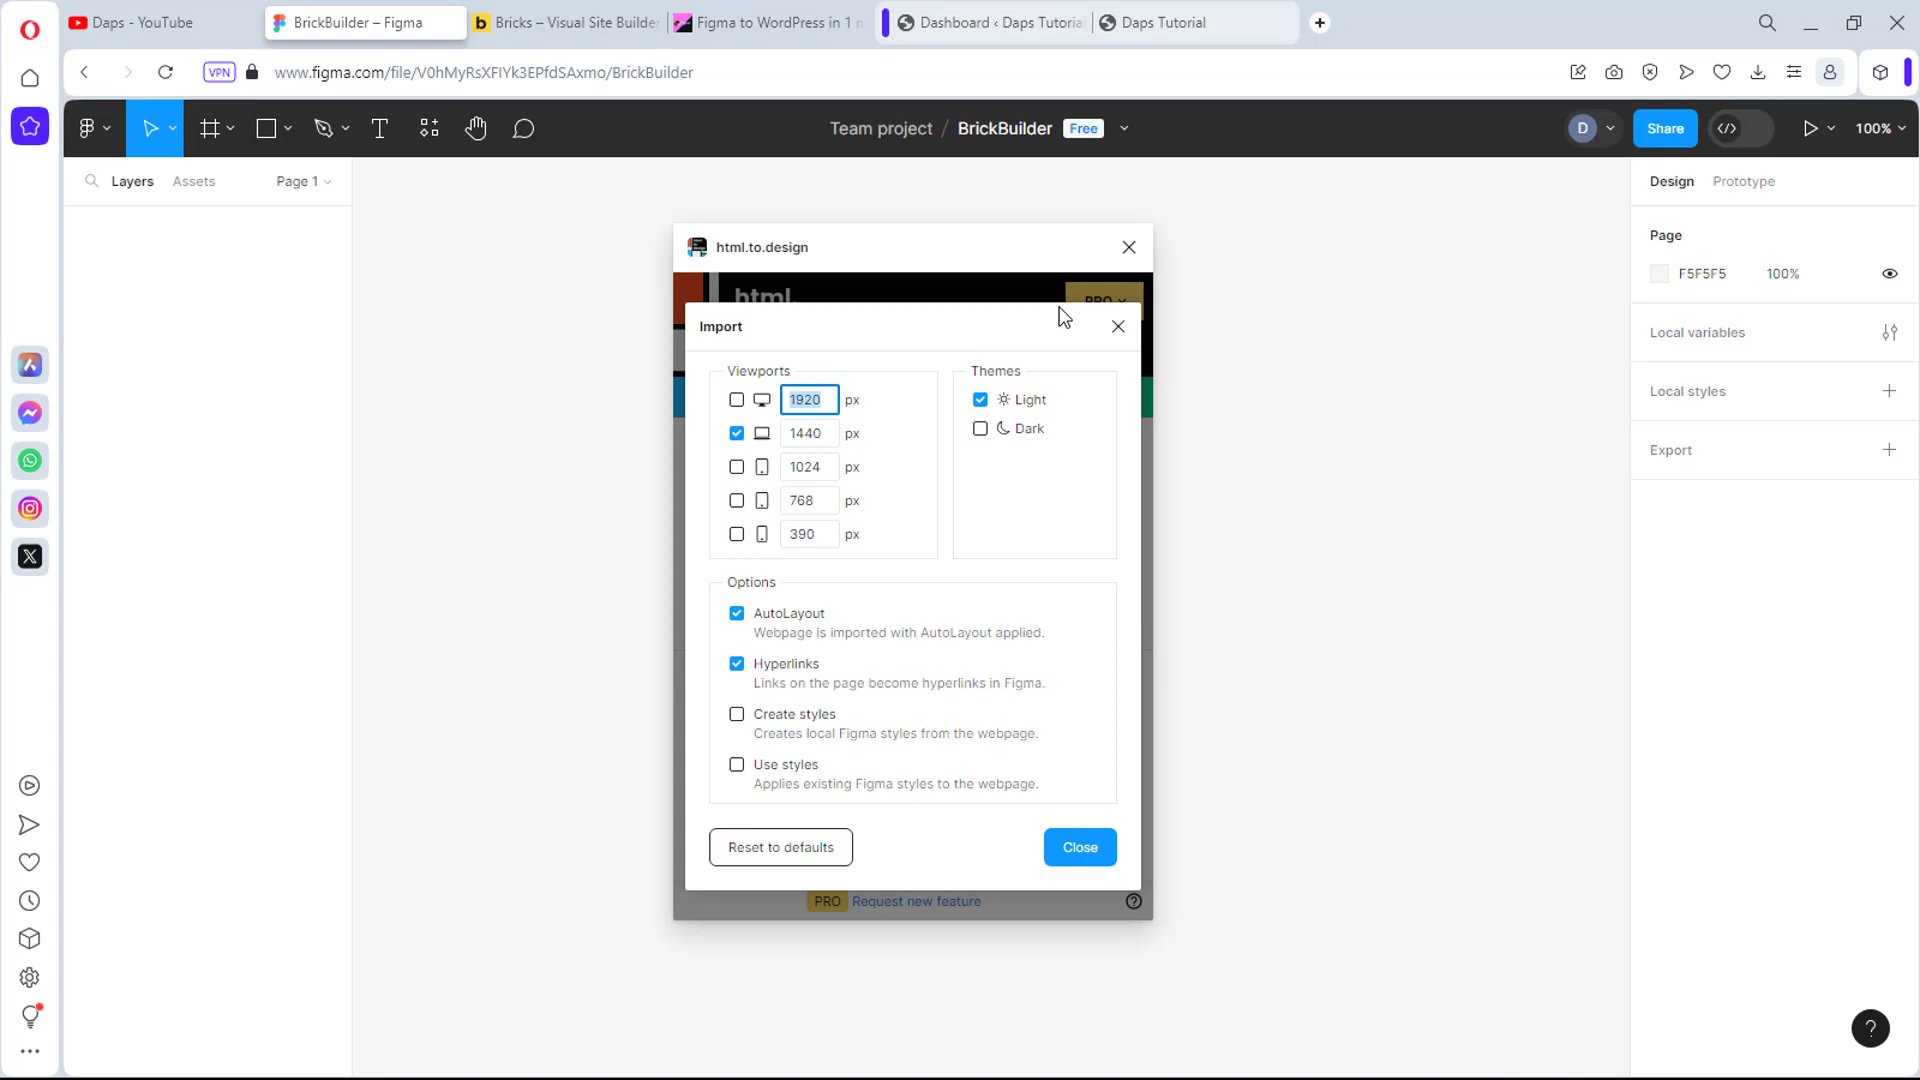 Daps - YouTube
BrickBuilder – Figma
Bricks – Visual Site Builder
Figma to WordPress in 1 m
Dashboard ‹ Daps Tutorial
Daps Tutorial
VPN
www.figma.com/file/V0hMyRsXFIYk3EPfdSAxmo/BrickBuilder
Team project / BrickBuilder Free
D
Share
100%
Layers
Assets
Page 1
Design
Prototype
Page
F5F5F5 100%
Local variables
Local styles
Export
html.to.design
html.
PRO
Import
Viewports
1920 px
1440 px
1024 px
768 px
390 px
Themes
Light
Dark
Options
AutoLayout
Webpage is imported with AutoLayout applied.
Hyperlinks
Links on the page become hyperlinks in Figma.
Create styles
Creates local Figma styles from the webpage.
Use styles
Applies existing Figma styles to the webpage.
Reset to defaults
Close
PRO Request new feature
?
?